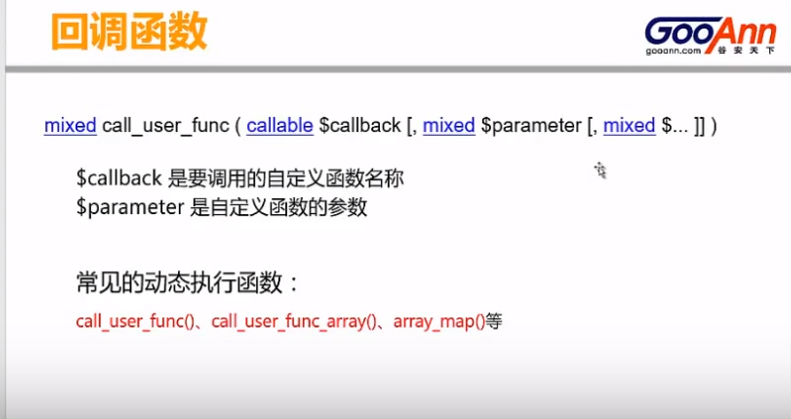 回调函数
GooAnn
gooann.com 谷安天下
mixed call_user_func ( callable $callback [, mixed $parameter [, mixed $... ]] )
$callback 是要调用的自定义函数名称
$parameter 是自定义函数的参数
常见的动态执行函数：
call_user_func()、call_user_func_array()、array_map()等